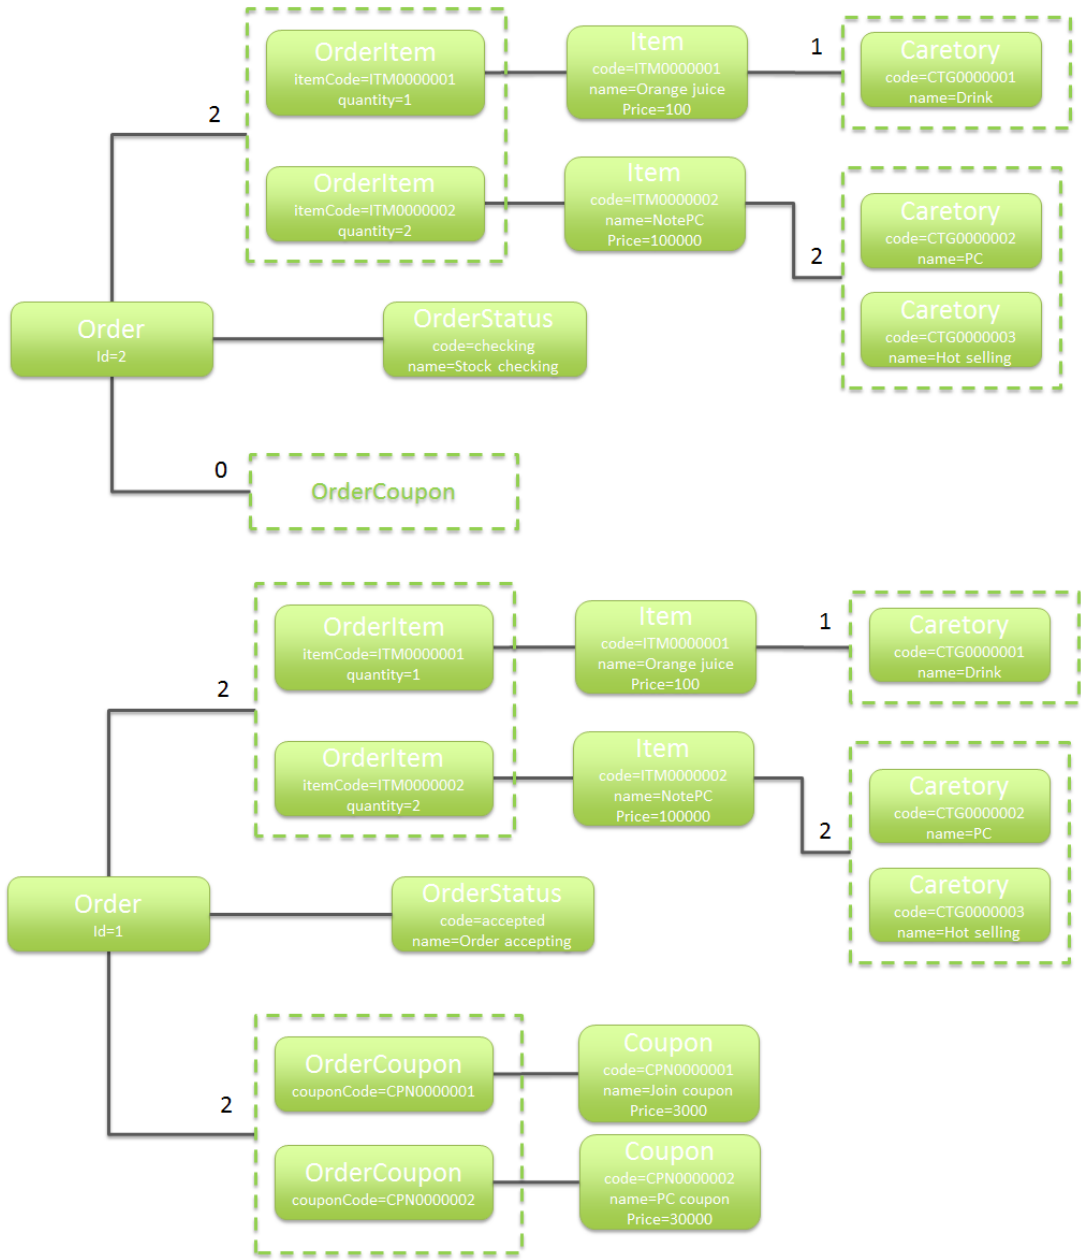 OrderItem
itemCode=ITM0000001
quantity=1
Item
code=ITM0000001
name=Orange juice
Price=100
1
Caretory
code=CTG0000001
name=Drink
2
OrderItem
itemCode=ITM0000002
quantity=2
Item
code=ITM0000002
name=NotePC
Price=100000
2
Caretory
code=CTG0000002
name=PC
Caretory
code=CTG0000003
name=Hot selling
Order
Id=2
OrderStatus
code=checking
name=Stock checking
0
OrderCoupon
OrderItem
itemCode=ITM0000001
quantity=1
Item
code=ITM0000001
name=Orange juice
Price=100
1
Caretory
code=CTG0000001
name=Drink
2
OrderItem
itemCode=ITM0000002
quantity=2
Item
code=ITM0000002
name=NotePC
Price=100000
2
Caretory
code=CTG0000002
name=PC
Caretory
code=CTG0000003
name=Hot selling
Order
Id=1
OrderStatus
code=accepted
name=Order accepting
2
OrderCoupon
couponCode=CPN0000001
Coupon
code=CPN0000001
name=Join coupon
Price=3000
OrderCoupon
couponCode=CPN0000002
Coupon
code=CPN0000002
name=PC coupon
Price=30000